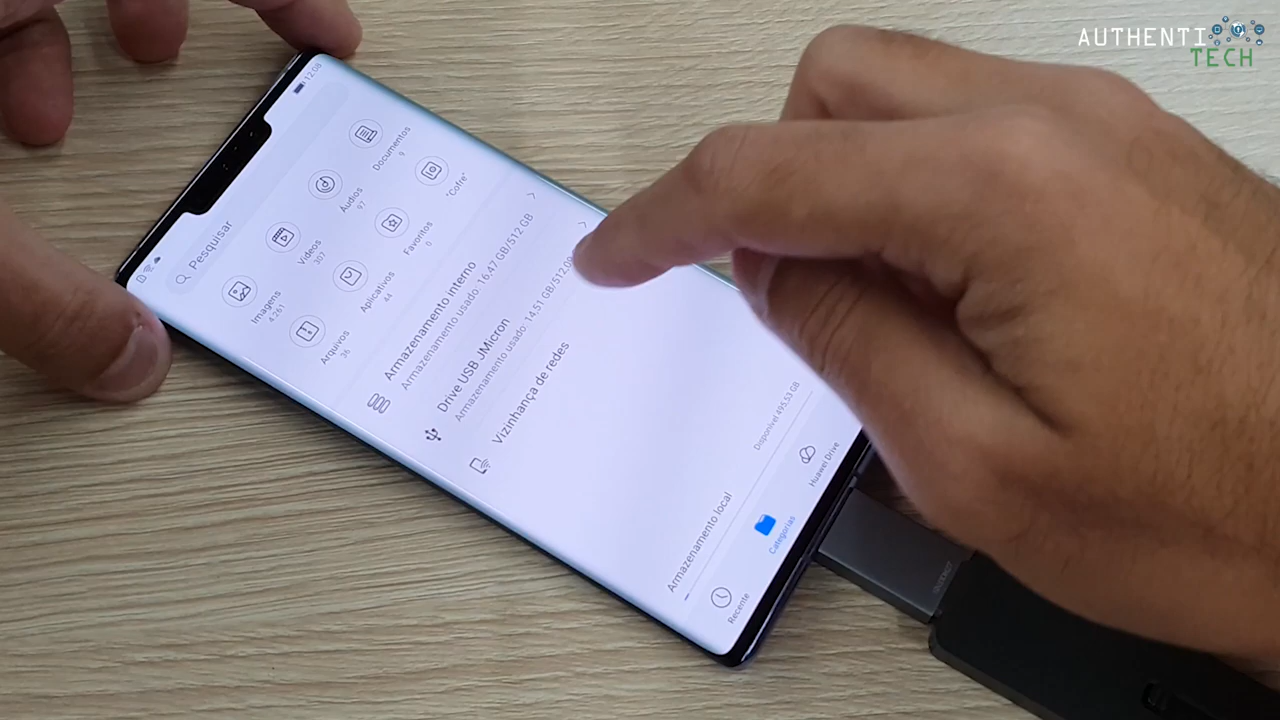 AUTHENTI
TECH
12:08
Pesquisar
Imagens
4.261
Vídeos
307
Áudios
97
Documentos
9
Arquivos
36
Aplicativos
44
Favoritos
0
"Cofre"
Armazenamento interno
Armazenamento usado: 16,47 GB/512 GB
Drive USB JMicron
Armazenamento usado: 14,51 GB/512,09
Vizinhança de redes
Armazenamento local
Disponível 495,53 GB
Recente
Categorias
Huawei Drive